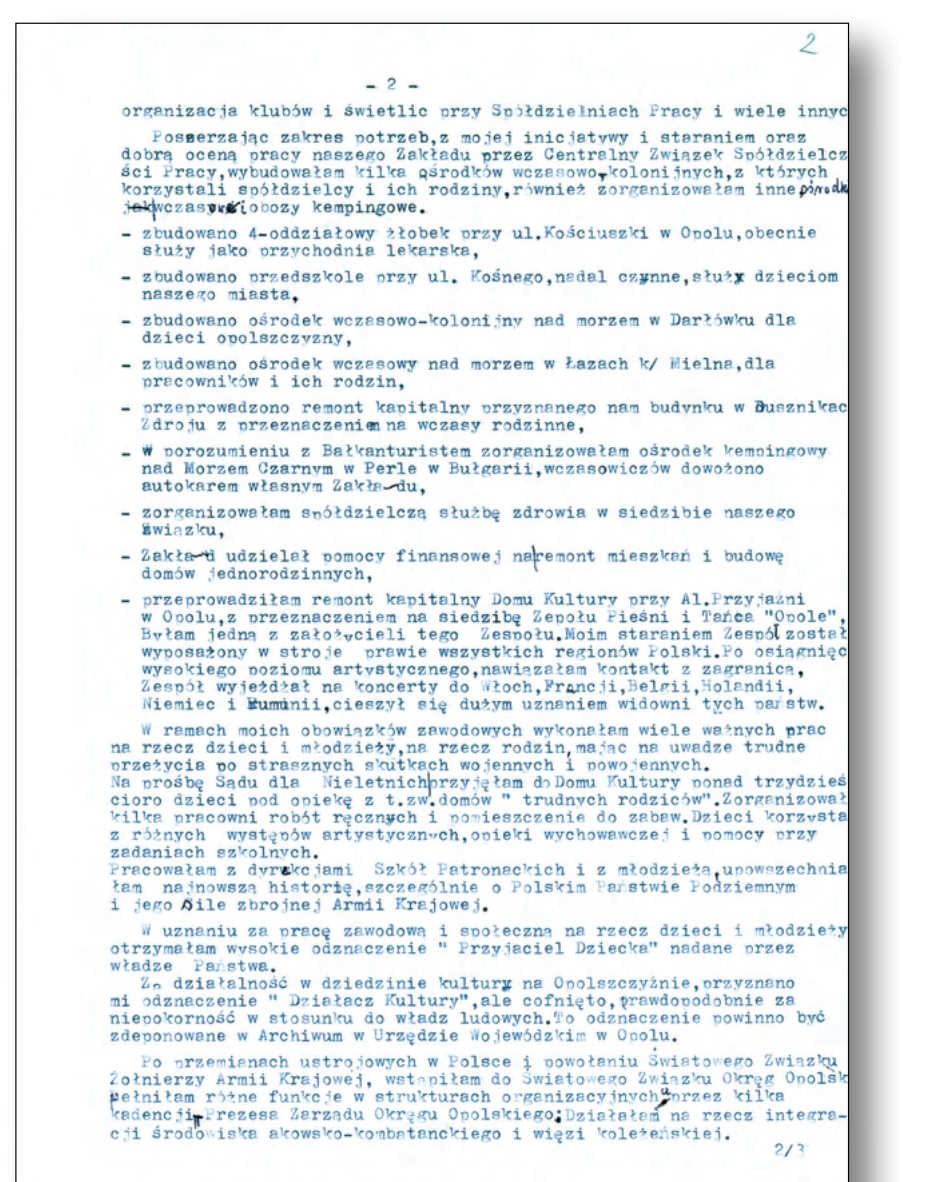 2
- 2 -
organizacja klubów i świetlic przy Spółdzielniach Pracy i wiele innyc
Poszerzając zakres potrzeb,z mojej inicjatywy i staraniem oraz
dobrą oceną pracy naszego Zakładu przez Centralny Związek Spółdzielcz
ści Pracy,wybudowałam kilka ośrodków wczasowo-kolonijnych,z których
korzystali spółdzielcy i ich rodziny,również zorganizowałam inne
wczasy i obozy kempingowe.
- zbudowano 4-oddziałowy żłobek przy ul.Kościuszki w Opolu,obecnie
służy jako przychodnia lekarska,
- zbudowano przedszkole przy ul. Kośnego,nadal czynne,służy dzieciom
naszego miasta,
- zbudowano ośrodek wczasowo-kolonijny nad morzem w Darłówku dla
dzieci opolszczyzny,
- zbudowano ośrodek wczasowy nad morzem w Łazach k/ Mielna,dla
pracowników i ich rodzin,
- przeprowadzono remont kapitalny przyznanego nam budynku w Dusznikac
Zdroju z przeznaczeniem na wczasy rodzinne,
- W porozumieniu z Bałkanturistem zorganizowałam ośrodek kempingowy
nad Morzem Czarnym w Perle w Bułgarii,wczasowiczów dowożono
autokarem własnym Zakładu,
- zorganizowałam spółdzielczą służbę zdrowia w siedzibie naszego
Związku,
- Zakład udzielał pomocy finansowej na remont mieszkań i budowę
domów jednorodzinnych,
- przeprowadziłam remont kapitalny Domu Kultury przy Al.Przyjaźni
w Opolu,z przeznaczeniem na siedzibę Zepołu Pieśni i Tańca "Opole",
Byłam jedną z założycieli tego Zespołu.Moim staraniem Zespół został
wyposażony w stroje prawie wszystkich regionów Polski.Po osiągnięc
wysokiego poziomu artystycznego,nawiązałam kontakt z zagranicą,
Zespół wyjeżdżał na koncerty do Włoch,Francji,Belgii,Holandii,
Niemiec i Rumunii,cieszył się dużym uznaniem widowni tych państw.
W ramach moich obowiązków zawodowych wykonałam wiele ważnych prac
na rzecz dzieci i młodzieży,na rzecz rodzin,mając na uwadze trudne
przeżycia po strasznych skutkach wojennych i powojennych.
Na prośbę Sądu dla Nieletnich przyjęłam do Domu Kultury ponad trzydzieś
cioro dzieci pod opiekę z t.zw.domów " trudnych rodziców".Zorganizował
kilka pracowni robót ręcznych i pomieszczenie do zabaw.Dzieci korzysta
z różnych występów artystycznych,opieki wychowawczej i pomocy przy
zadaniach szkolnych.
Pracowałam z dyrekcjami Szkół Patronackich i z młodzieżą,upowszechnia
łam najnowszą historię,szczególnie o Polskim Państwie Podziemnym
i jego Sile zbrojnej Armii Krajowej.
W uznaniu za pracę zawodową i społeczną na rzecz dzieci i młodzieży
otrzymałam wysokie odznaczenie " Przyjaciel Dziecka" nadane przez
władze Państwa.
Za działalność w dziedzinie kultury na Opolszczyźnie,przyznano
mi odznaczenie " Działacz Kultury",ale cofnięto,prawdopodobnie za
niepokorność w stosunku do władz ludowych.To odznaczenie powinno być
zdeponowane w Archiwum w Urzędzie Wojewódzkim w Opolu.
Po przemianach ustrojowych w Polsce i powołaniu Światowego Związku
Żołnierzy Armii Krajowej, wstąpiłam do Światowego Związku Okręg Opolsk
pełniłam różne funkcje w strukturach organizacyjnych a przez kilka
kadencji Prezesa Zarządu Okręgu Opolskiego.Działałam na rzecz integra-
cji środowiska akowsko-kombatanckiego i więzi koleżeńskiej.
2/3